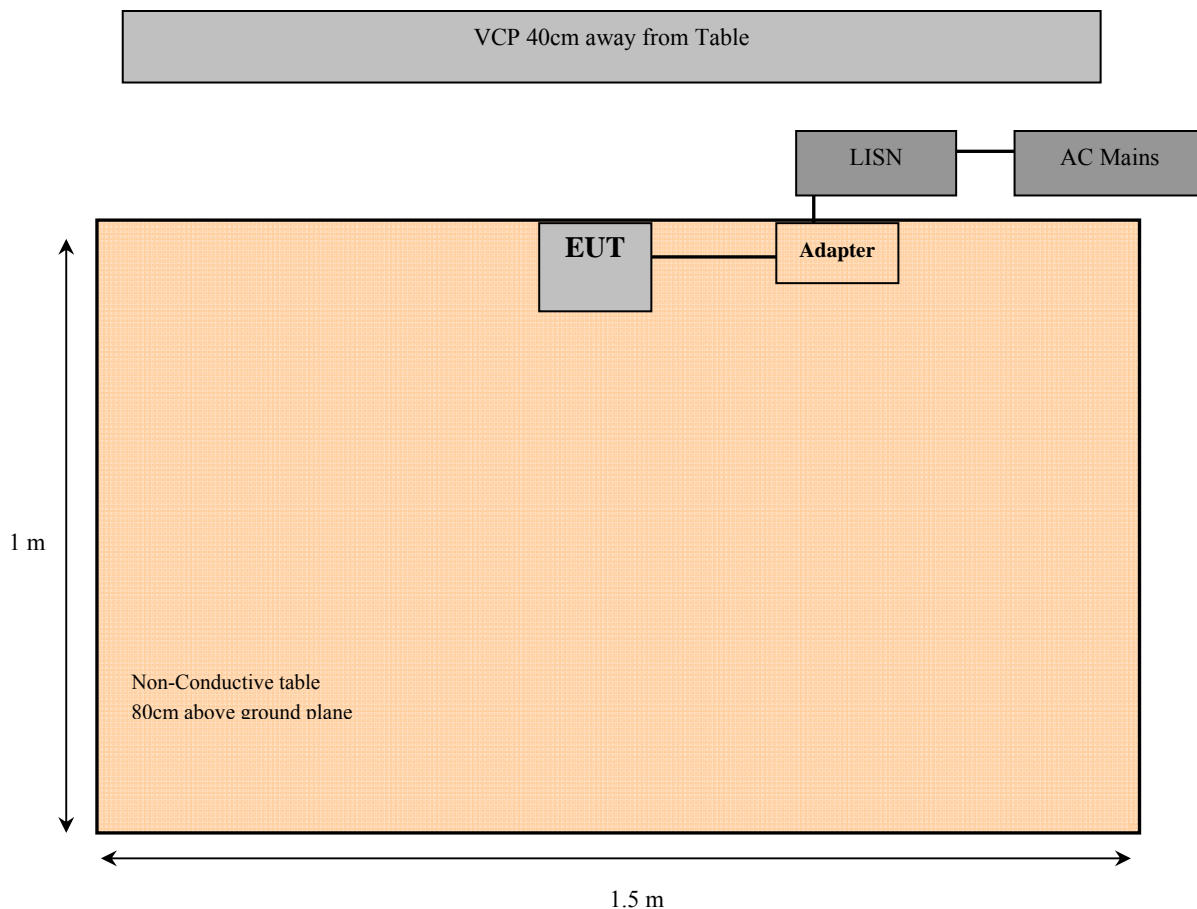 VCP 40cm away from Table
LISN
AC Mains
EUT
Adapter
1 m
Non-Conductive table
80cm above ground plane
1.5 m